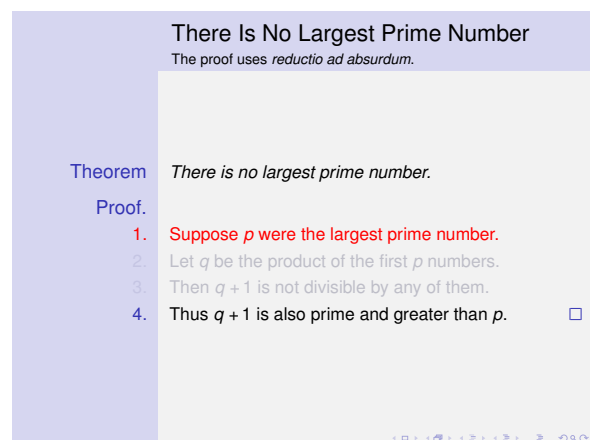 There Is No Largest Prime Number
The proof uses reductio ad absurdum.
Theorem There is no largest prime number.
Proof.
1. Suppose p were the largest prime number.
2. Let q be the product of the first p numbers.
3. Then q + 1 is not divisible by any of them.
4. Thus q + 1 is also prime and greater than p. □